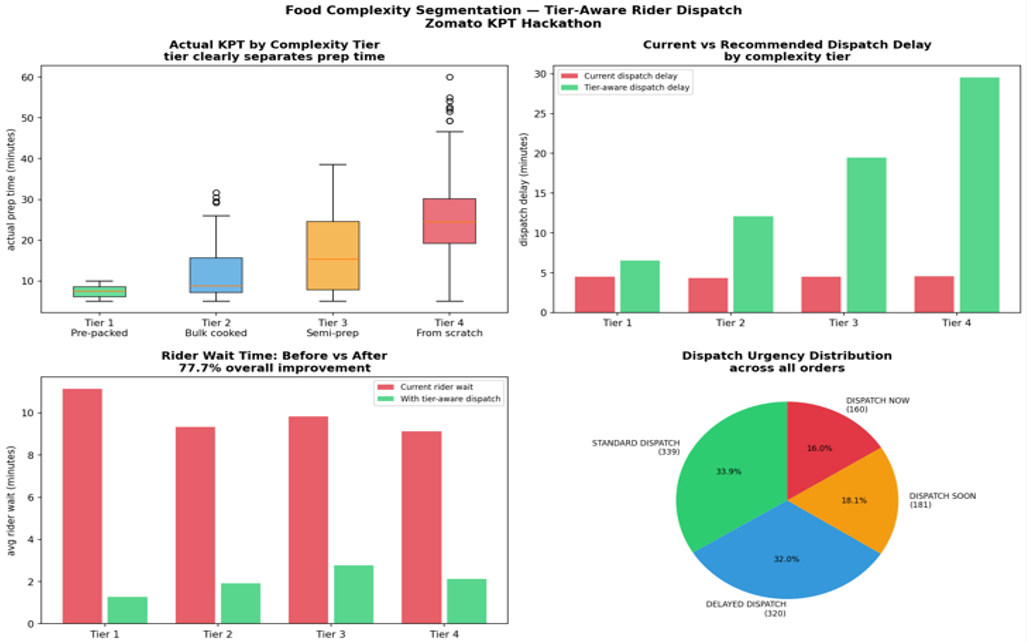 Food Complexity Segmentation — Tier-Aware Rider Dispatch
Zomato KPT Hackathon
Actual KPT by Complexity Tier
tier clearly separates prep time
actual prep time (minutes)
60
50
40
30
20
10
Tier 1
Pre-packed
Tier 2
Bulk cooked
Tier 3
Semi-prep
Tier 4
From scratch
Current vs Recommended Dispatch Delay
by complexity tier
Current dispatch delay
Tier-aware dispatch delay
dispatch delay (minutes)
30
25
20
15
10
5
0
Tier 1
Tier 2
Tier 3
Tier 4
Rider Wait Time: Before vs After
77.7% overall improvement
Current rider wait
With tier-aware dispatch
avg rider wait (minutes)
10
8
6
4
2
0
Tier 1
Tier 2
Tier 3
Tier 4
Dispatch Urgency Distribution
across all orders
DISPATCH NOW
(160)
16.0%
STANDARD DISPATCH
(339)
33.9%
DISPATCH SOON
(181)
18.1%
32.0%
DELAYED DISPATCH
(320)